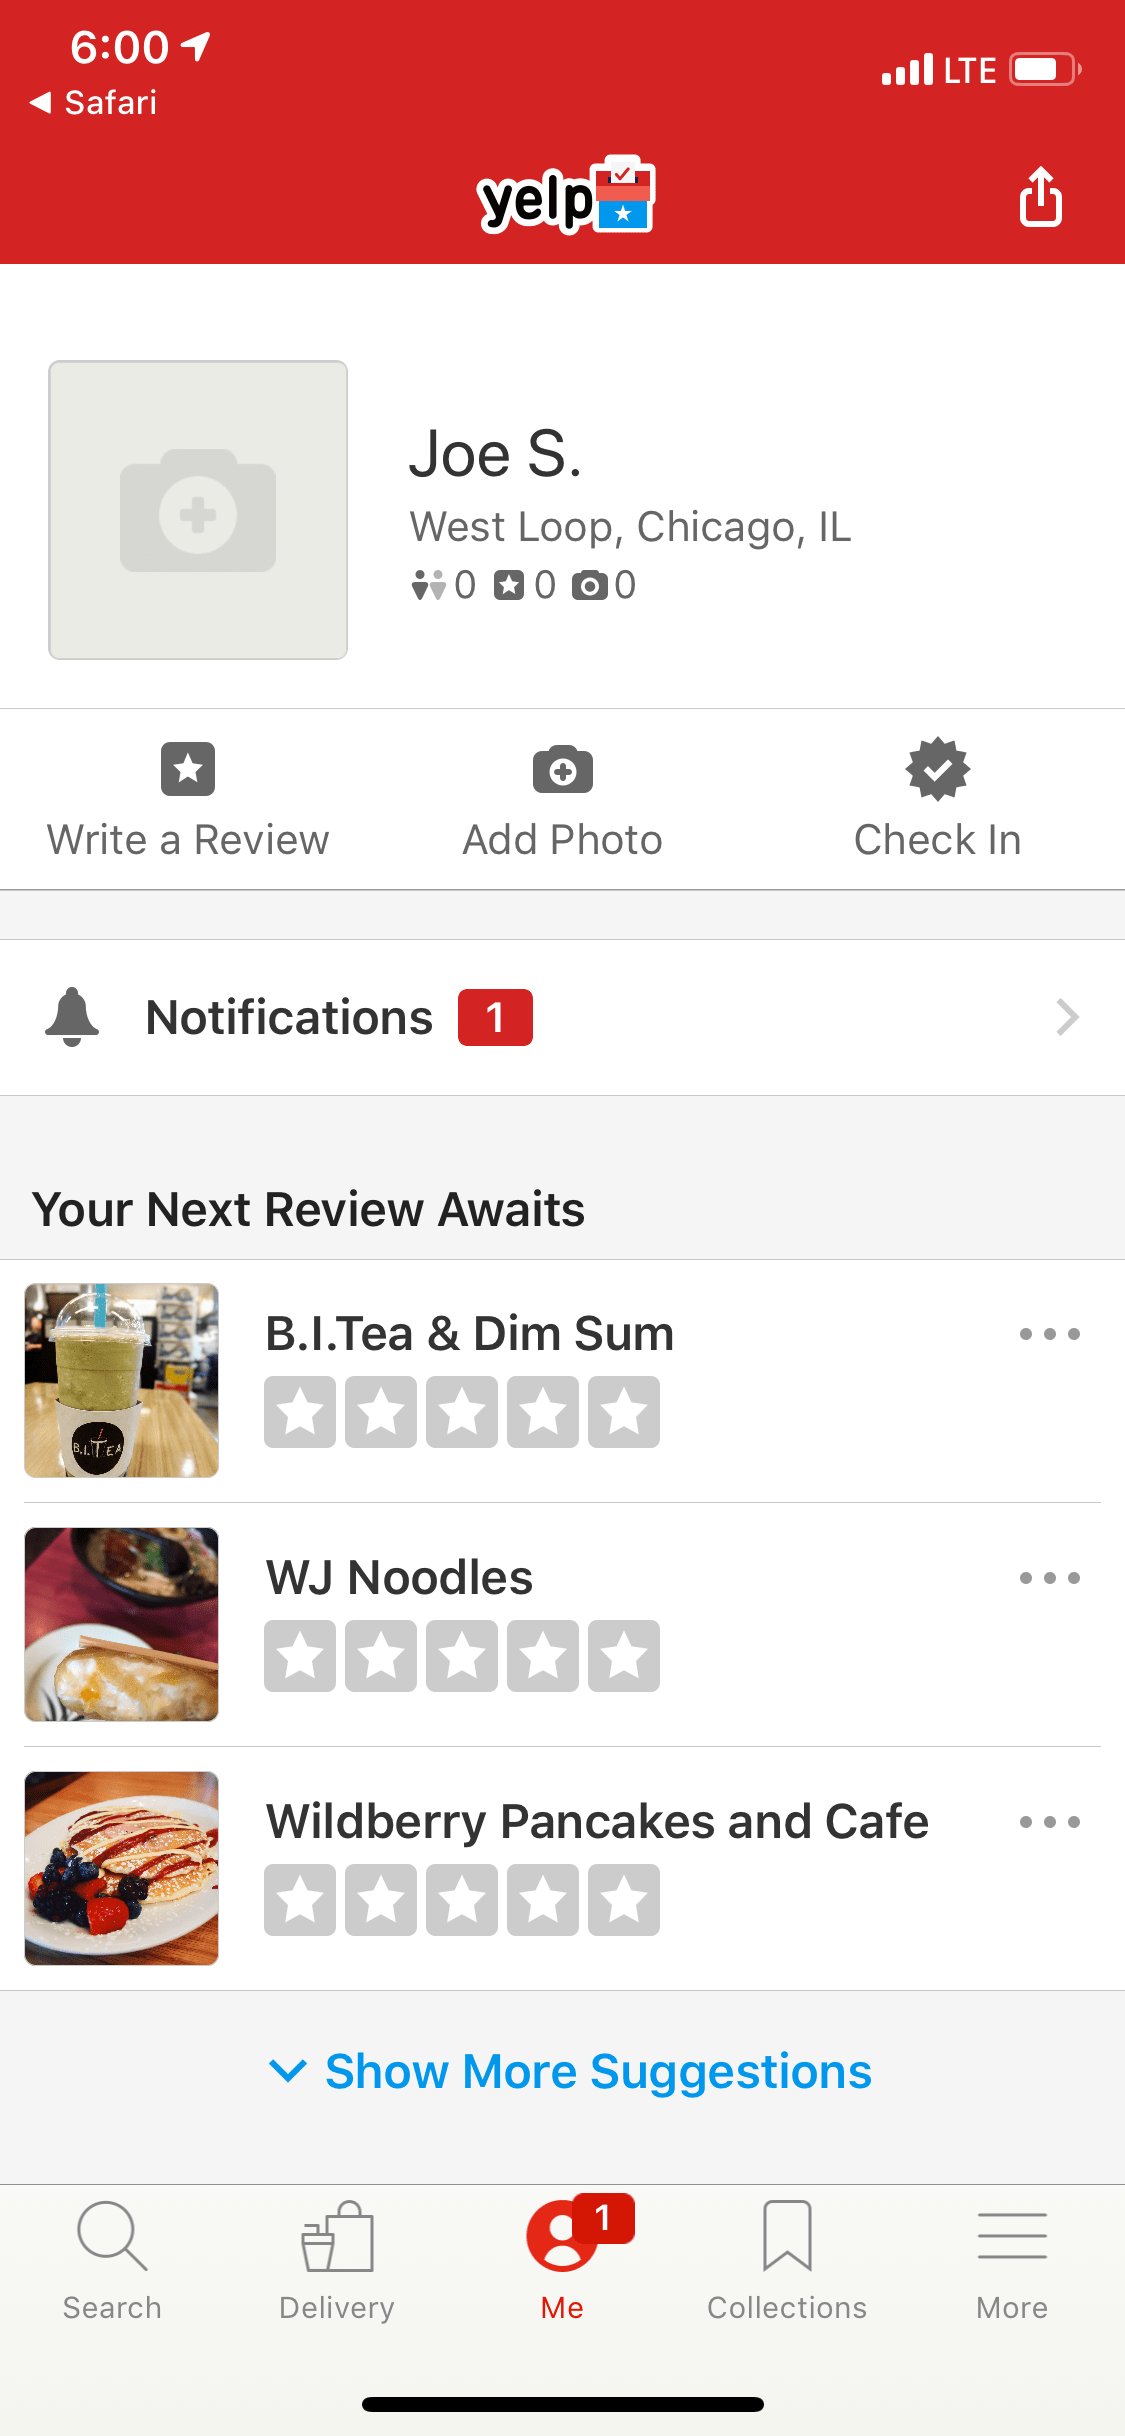 6:00
LTE
Safari
yelp
Joe S.
West Loop, Chicago, IL
0 0 0
Write a Review
Add Photo
Check In
Notifications 1
Your Next Review Awaits
B.I.Tea & Dim Sum
B.I.TEA
WJ Noodles
Wildberry Pancakes and Cafe
Show More Suggestions
1
Search
Delivery
Me
Collections
More